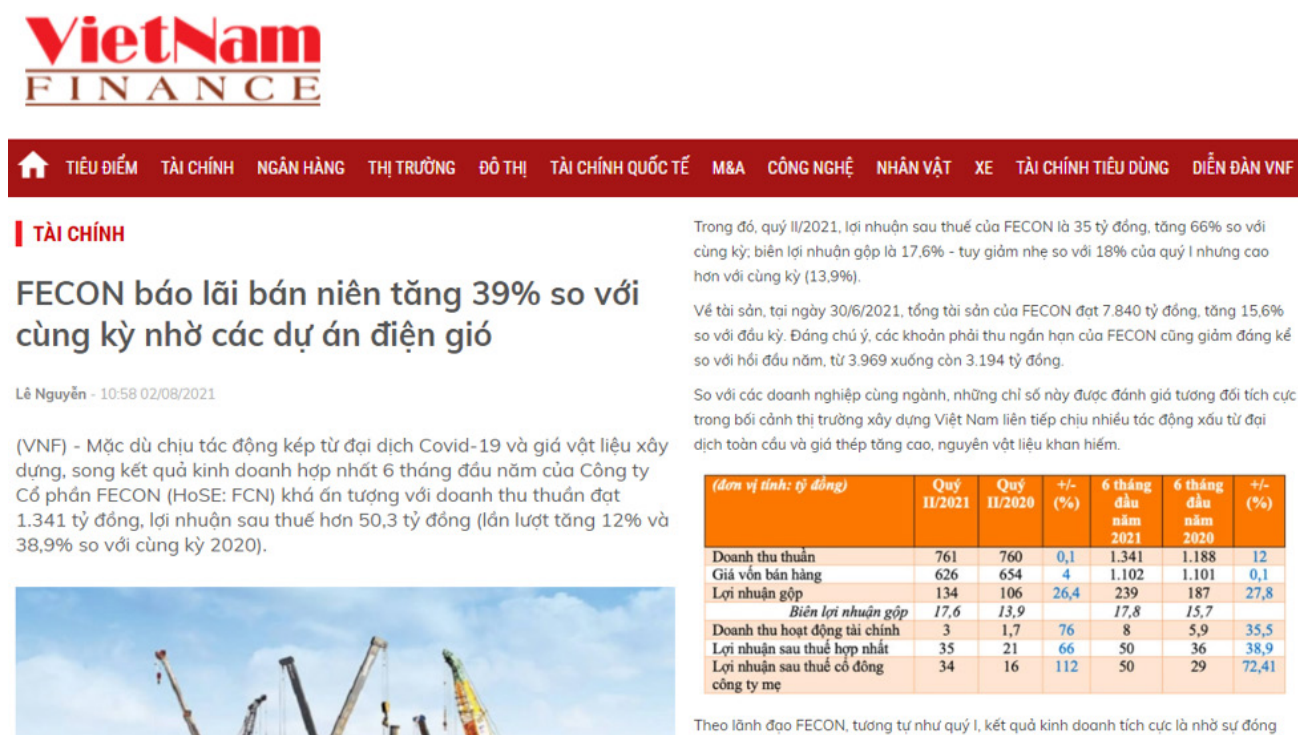 VietNam
FINANCE
TIÊU ĐIỂM TÀI CHÍNH NGÂN HÀNG THỊ TRƯỜNG ĐÔ THỊ TÀI CHÍNH QUỐC TẾ M&A CÔNG NGHỆ NHÂN VẬT XE TÀI CHÍNH TIÊU DÙNG DIỄN ĐÀN VNF
TÀI CHÍNH
FECON báo lãi bán niên tăng 39% so với
cùng kỳ nhờ các dự án điện gió
Lê Nguyễn - 10:58 02/08/2021
(VNF) - Mặc dù chịu tác động kép từ đại dịch Covid-19 và giá vật liệu xây
dựng, song kết quả kinh doanh hợp nhất 6 tháng đầu năm của Công ty
Cổ phần FECON (HoSE: FCN) khá ấn tượng với doanh thu thuần đạt
1.341 tỷ đồng, lợi nhuận sau thuế hơn 50,3 tỷ đồng (lần lượt tăng 12% và
38,9% so với cùng kỳ 2020).
Trong đó, quý II/2021, lợi nhuận sau thuế của FECON là 35 tỷ đồng, tăng 66% so với
cùng kỳ; biên lợi nhuận gộp là 17,6% - tuy giảm nhẹ so với 18% của quý I nhưng cao
hơn với cùng kỳ (13,9%).
Về tài sản, tại ngày 30/6/2021, tổng tài sản của FECON đạt 7.840 tỷ đồng, tăng 15,6%
so với đầu kỳ. Đáng chú ý, các khoản phải thu ngắn hạn của FECON cũng giảm đáng kể
so với hồi đầu năm, từ 3.969 xuống còn 3.194 tỷ đồng.
So với các doanh nghiệp cùng ngành, những chỉ số này được đánh giá tương đối tích cực
trong bối cảnh thị trường xây dựng Việt Nam liên tiếp chịu nhiều tác động xấu từ đại
dịch toàn cầu và giá thép tăng cao, nguyên vật liệu khan hiếm.
(đơn vị tính: tỷ đồng) Quý II/2021 Quý II/2020 +/- (%) 6 tháng đầu năm 2021 6 tháng đầu năm 2020 +/- (%)
Doanh thu thuần 761 760 0,1 1.341 1.188 12
Giá vốn bán hàng 626 654 4 1.102 1.101 0,1
Lợi nhuận gộp 134 106 26,4 239 187 27,8
Biên lợi nhuận gộp 17,6 13,9 17,8 15,7
Doanh thu hoạt động tài chính 3 1,7 76 8 5,9 35,5
Lợi nhuận sau thuế hợp nhất 35 21 66 50 36 38,9
Lợi nhuận sau thuế cổ đông 34 16 112 50 29 72,41
công ty mẹ
Theo lãnh đạo FECON, tương tự như quý I, kết quả kinh doanh tích cực là nhờ sự đóng